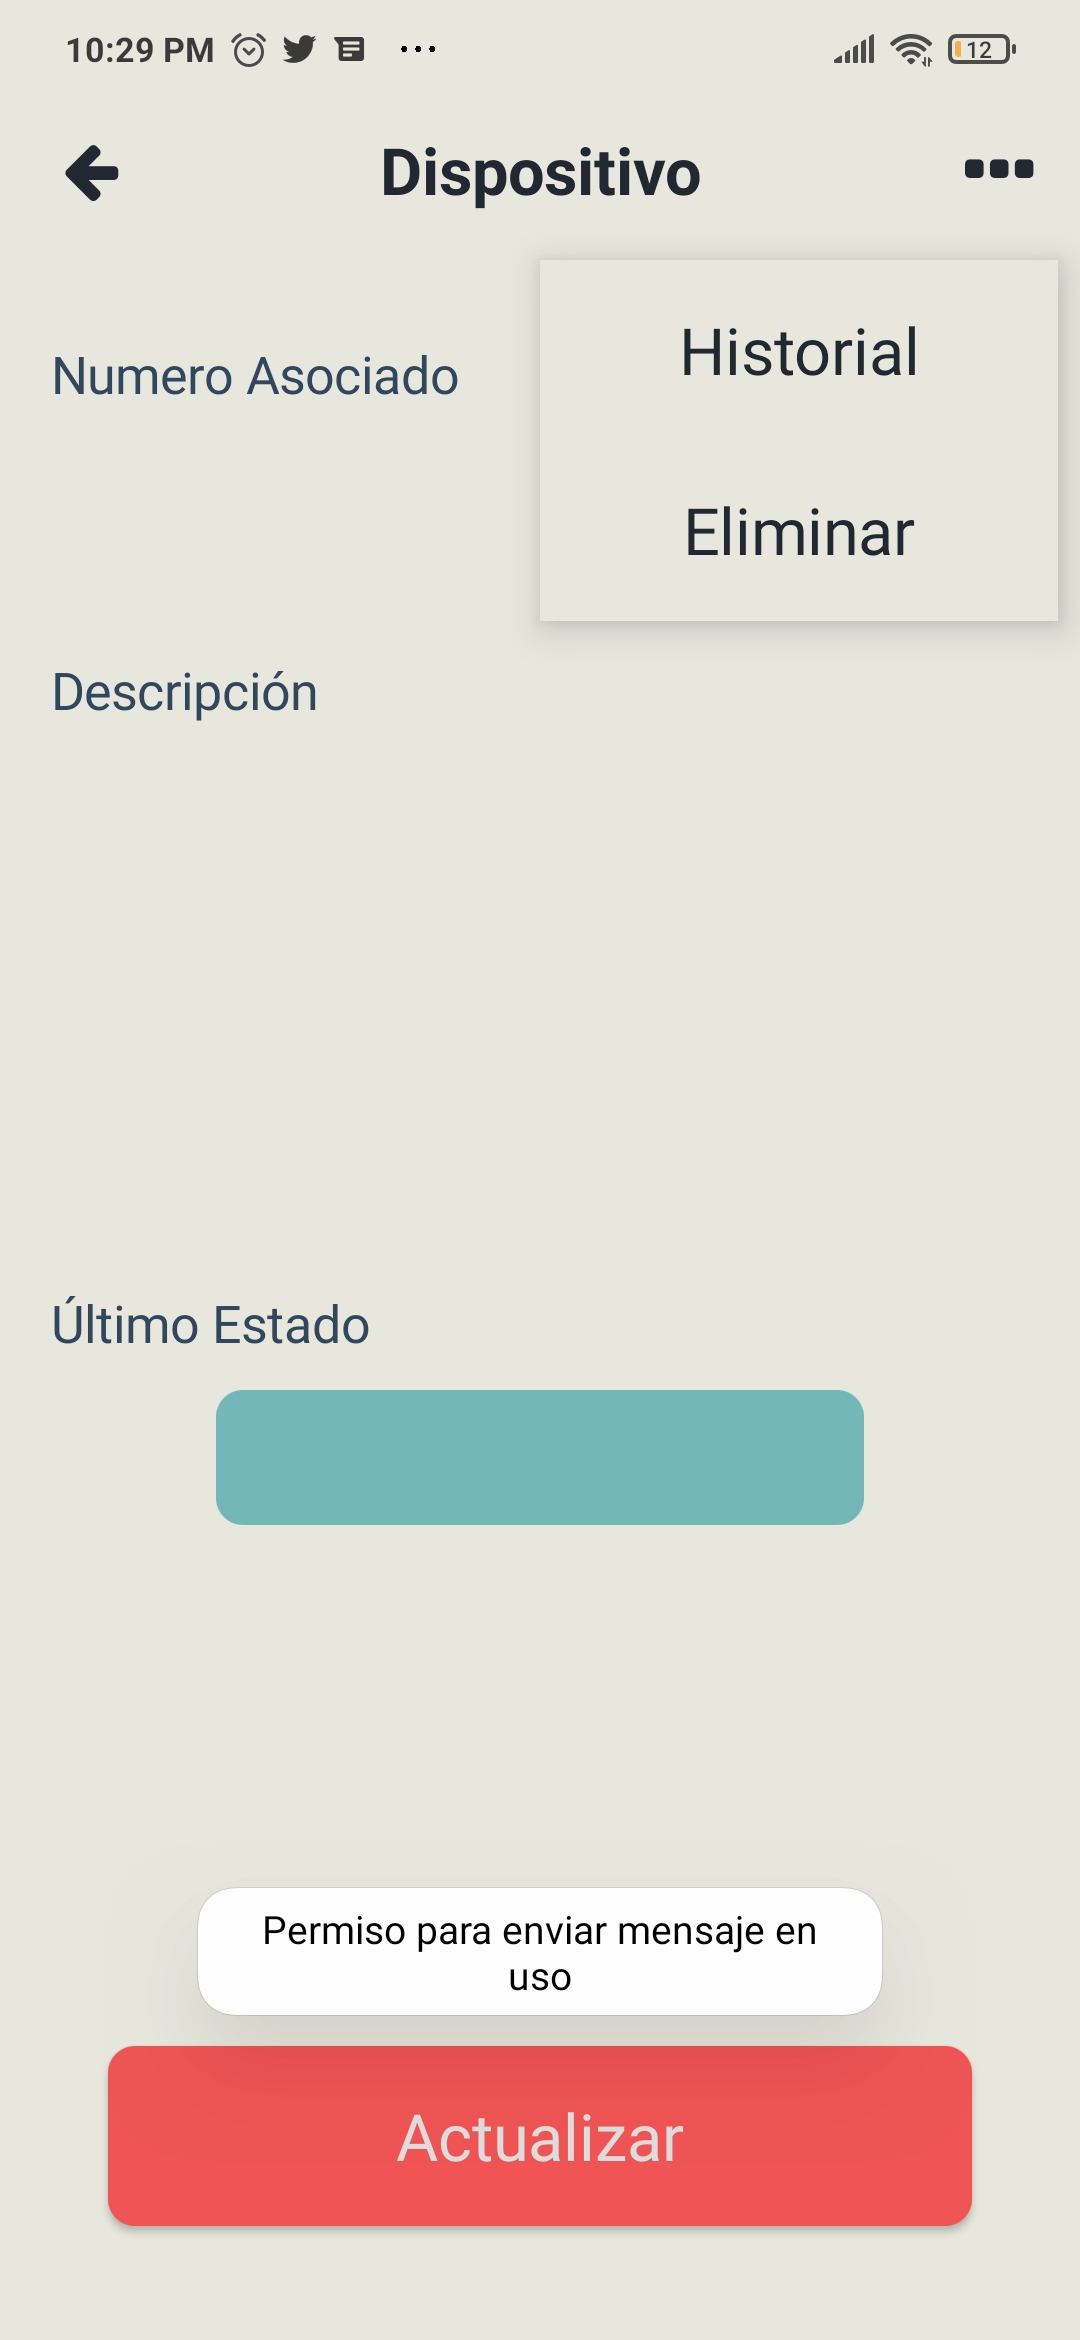 10:29 PM
12
Dispositivo
Historial
Numero Asociado
Eliminar
Descripción
Último Estado
Permiso para enviar mensaje en
uso
Actualizar